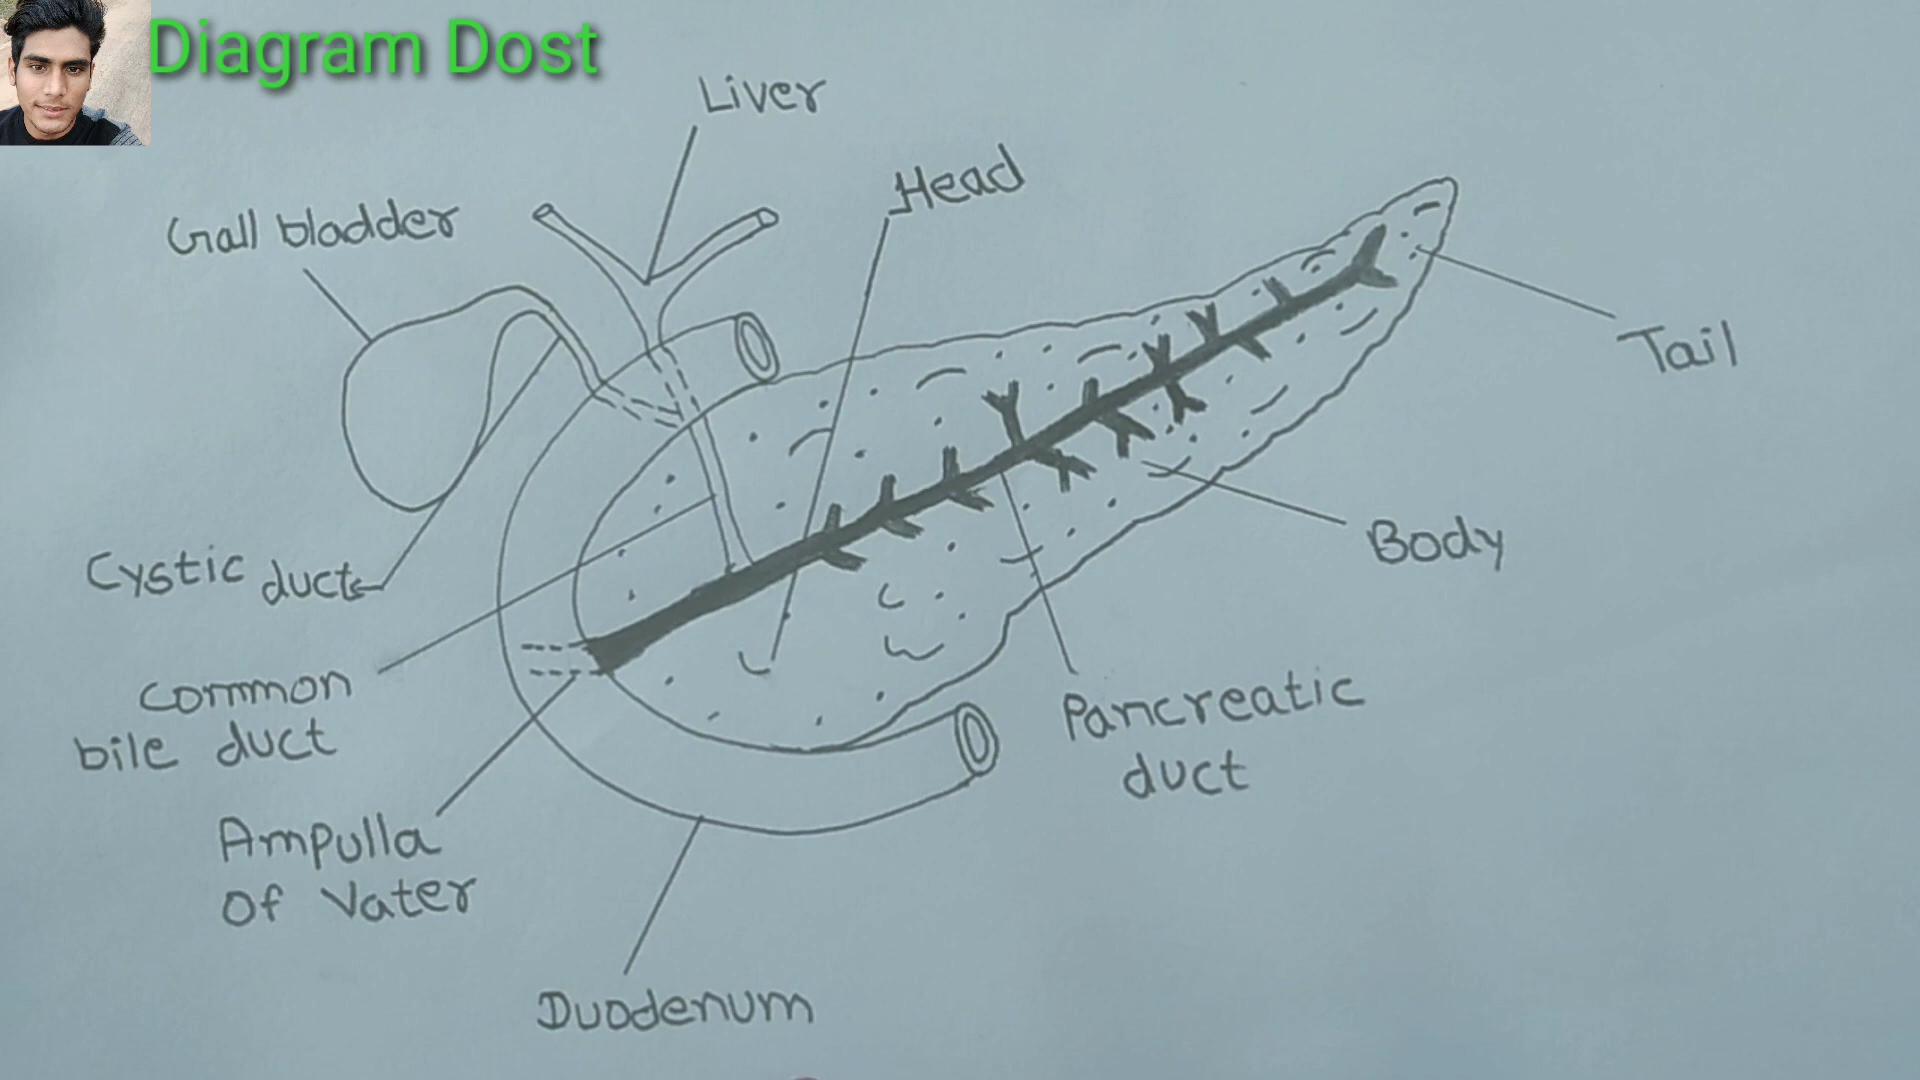 Diagram Dost
Liver
Head
Gall bladder
Tail
Body
Cystic duct
Common
bile duct
Pancreatic
duct
Ampulla
of Vater
Duodenum